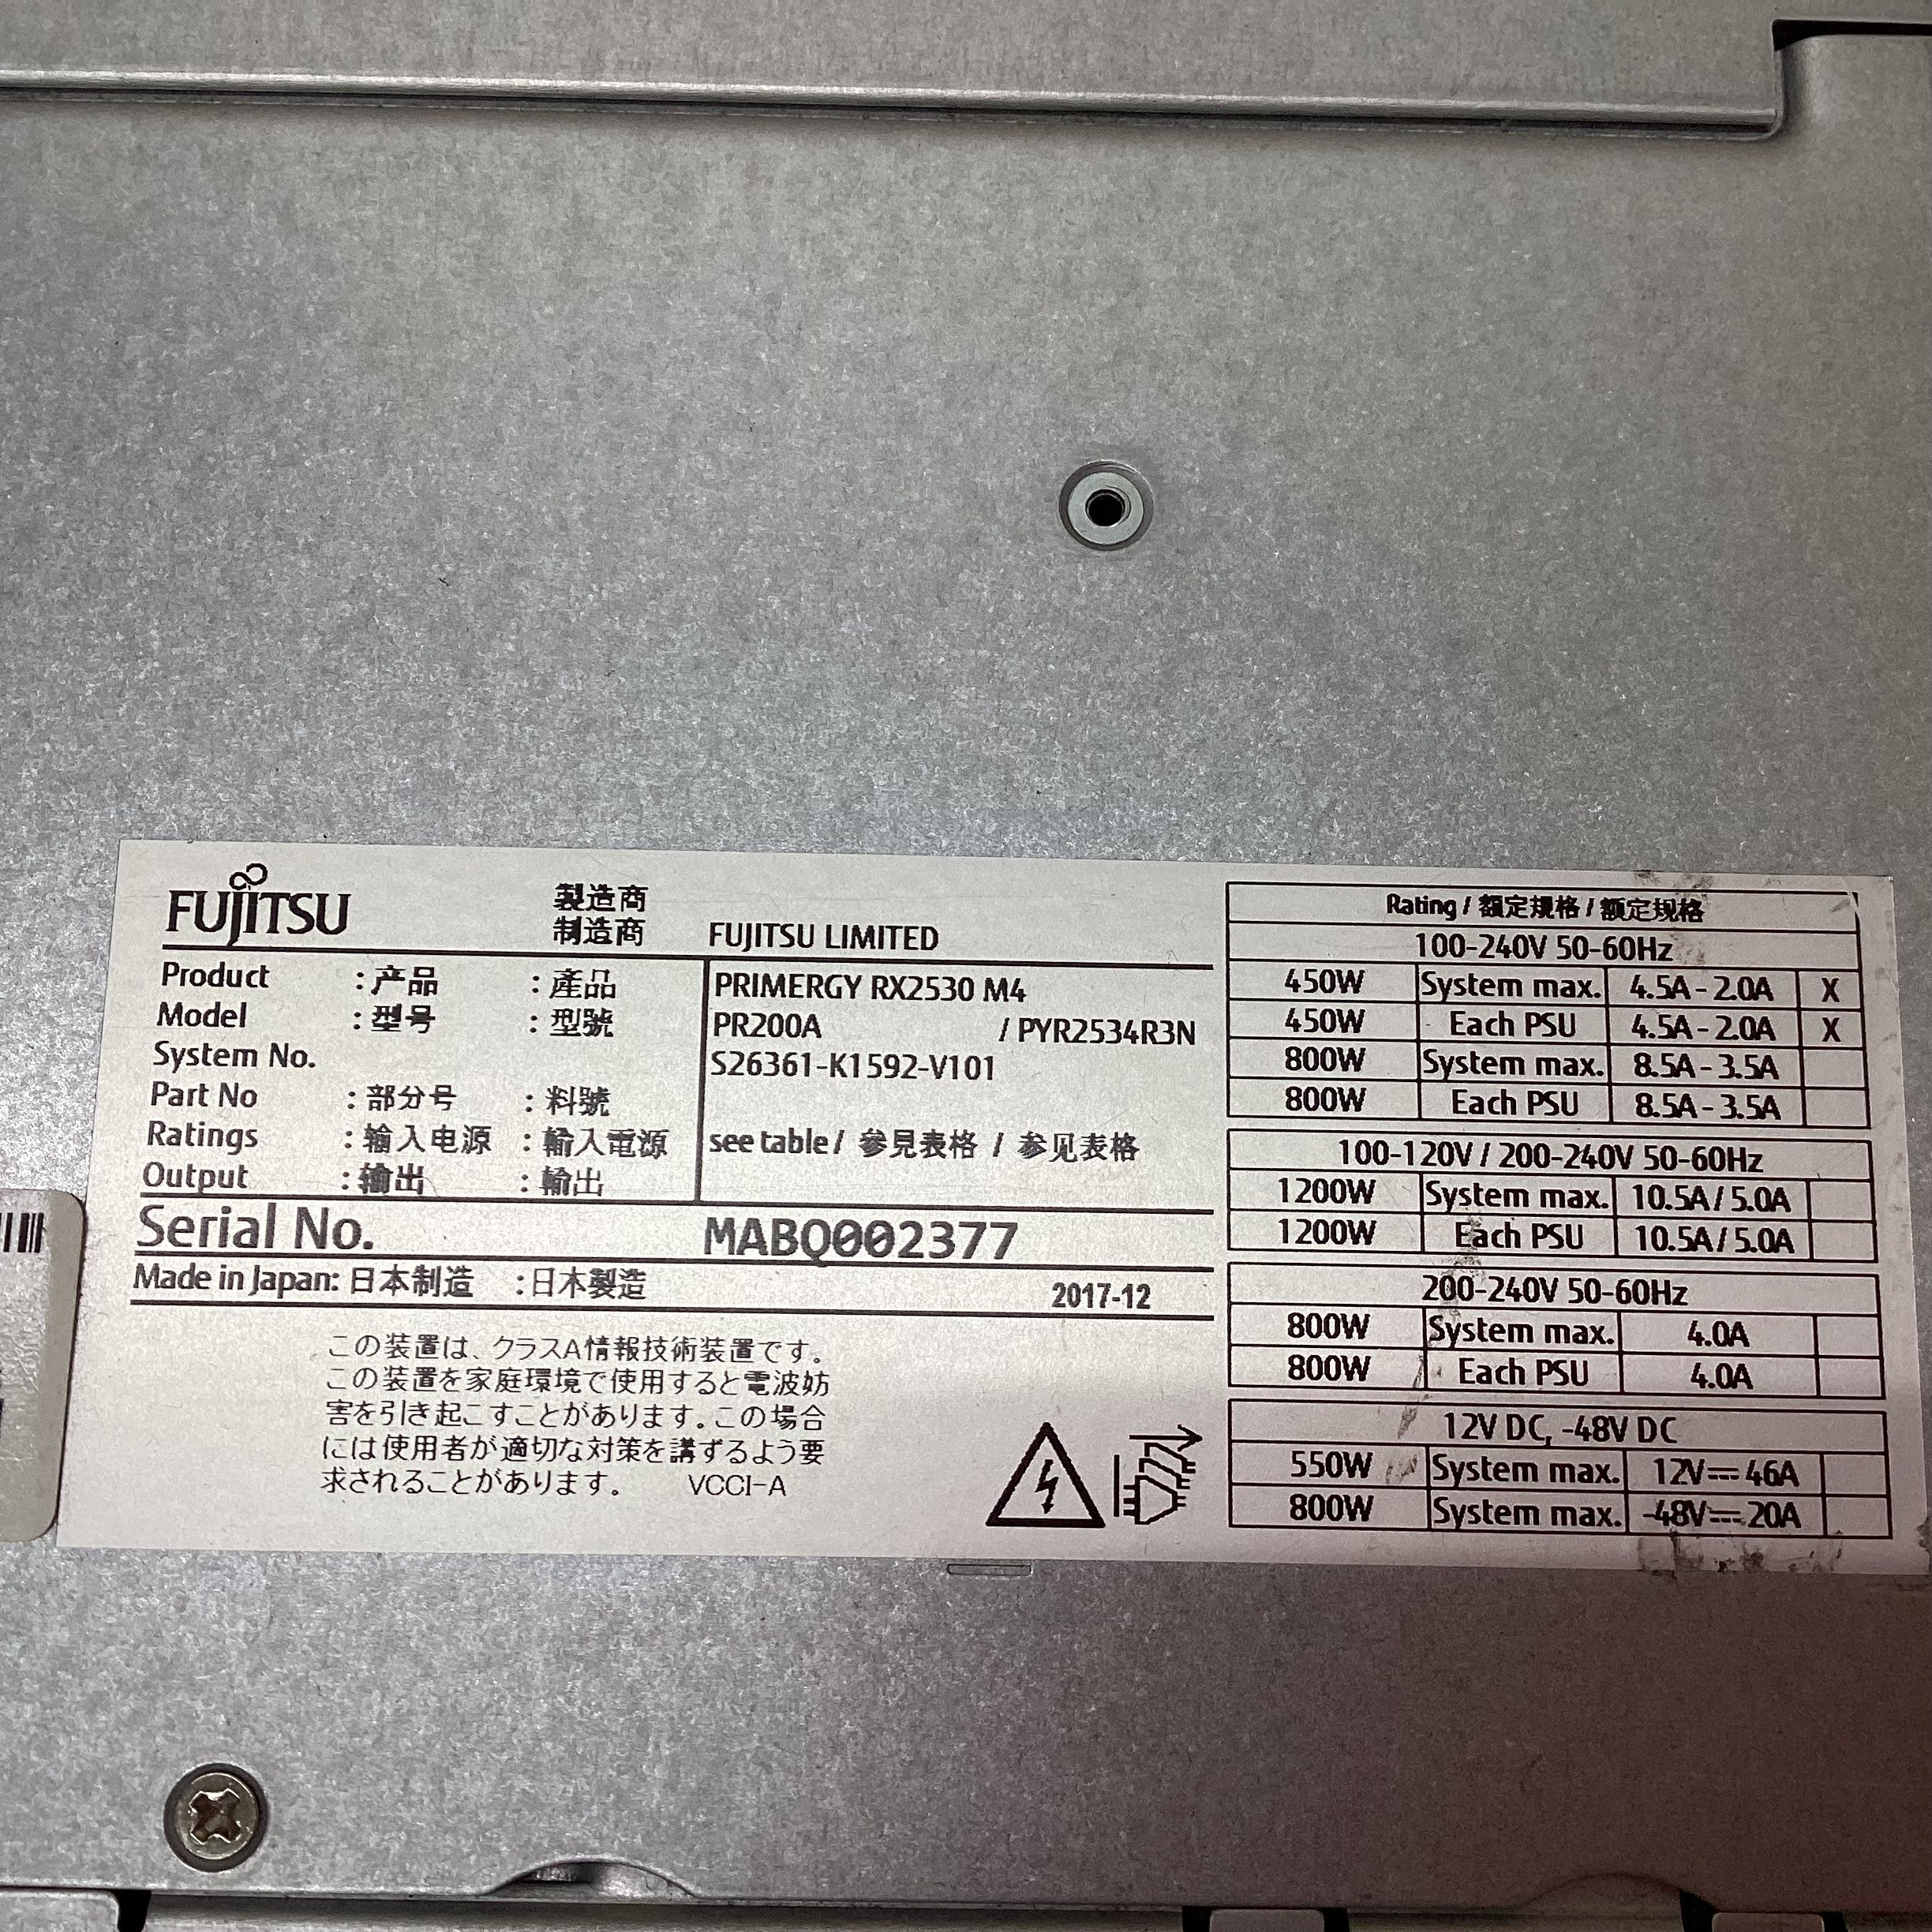 FUJITSU
製造商
制造商 FUJITSU LIMITED
Product :产品 :產品 PRIMERGY RX2530 M4
Model :型号 :型號 PR200A / PYR2534R3N
System No. S26361-K1592-V101
Part No :部分号 :料號
Ratings :输入电源 :輸入電源 see table / 參見表格 / 参见表格
Output :输出 :輸出
Serial No. MABQ002377
Made in Japan: 日本制造 :日本製造 2017-12
この装置は、クラスA情報技術装置です。
この装置を家庭環境で使用すると電波妨
害を引き起こすことがあります。この場合
には使用者が適切な対策を講ずるよう要
求されることがあります。 VCCI-A
Rating / 額定規格 / 额定规格
100-240V 50-60Hz
450W System max. 4.5A - 2.0A X
450W Each PSU 4.5A - 2.0A X
800W System max. 8.5A - 3.5A
800W Each PSU 8.5A - 3.5A
100-120V / 200-240V 50-60Hz
1200W System max. 10.5A / 5.0A
1200W Each PSU 10.5A / 5.0A
200-240V 50-60Hz
800W System max. 4.0A
800W Each PSU 4.0A
12V DC, -48V DC
550W System max. 12V⎓46A
800W System max. -48V⎓20A